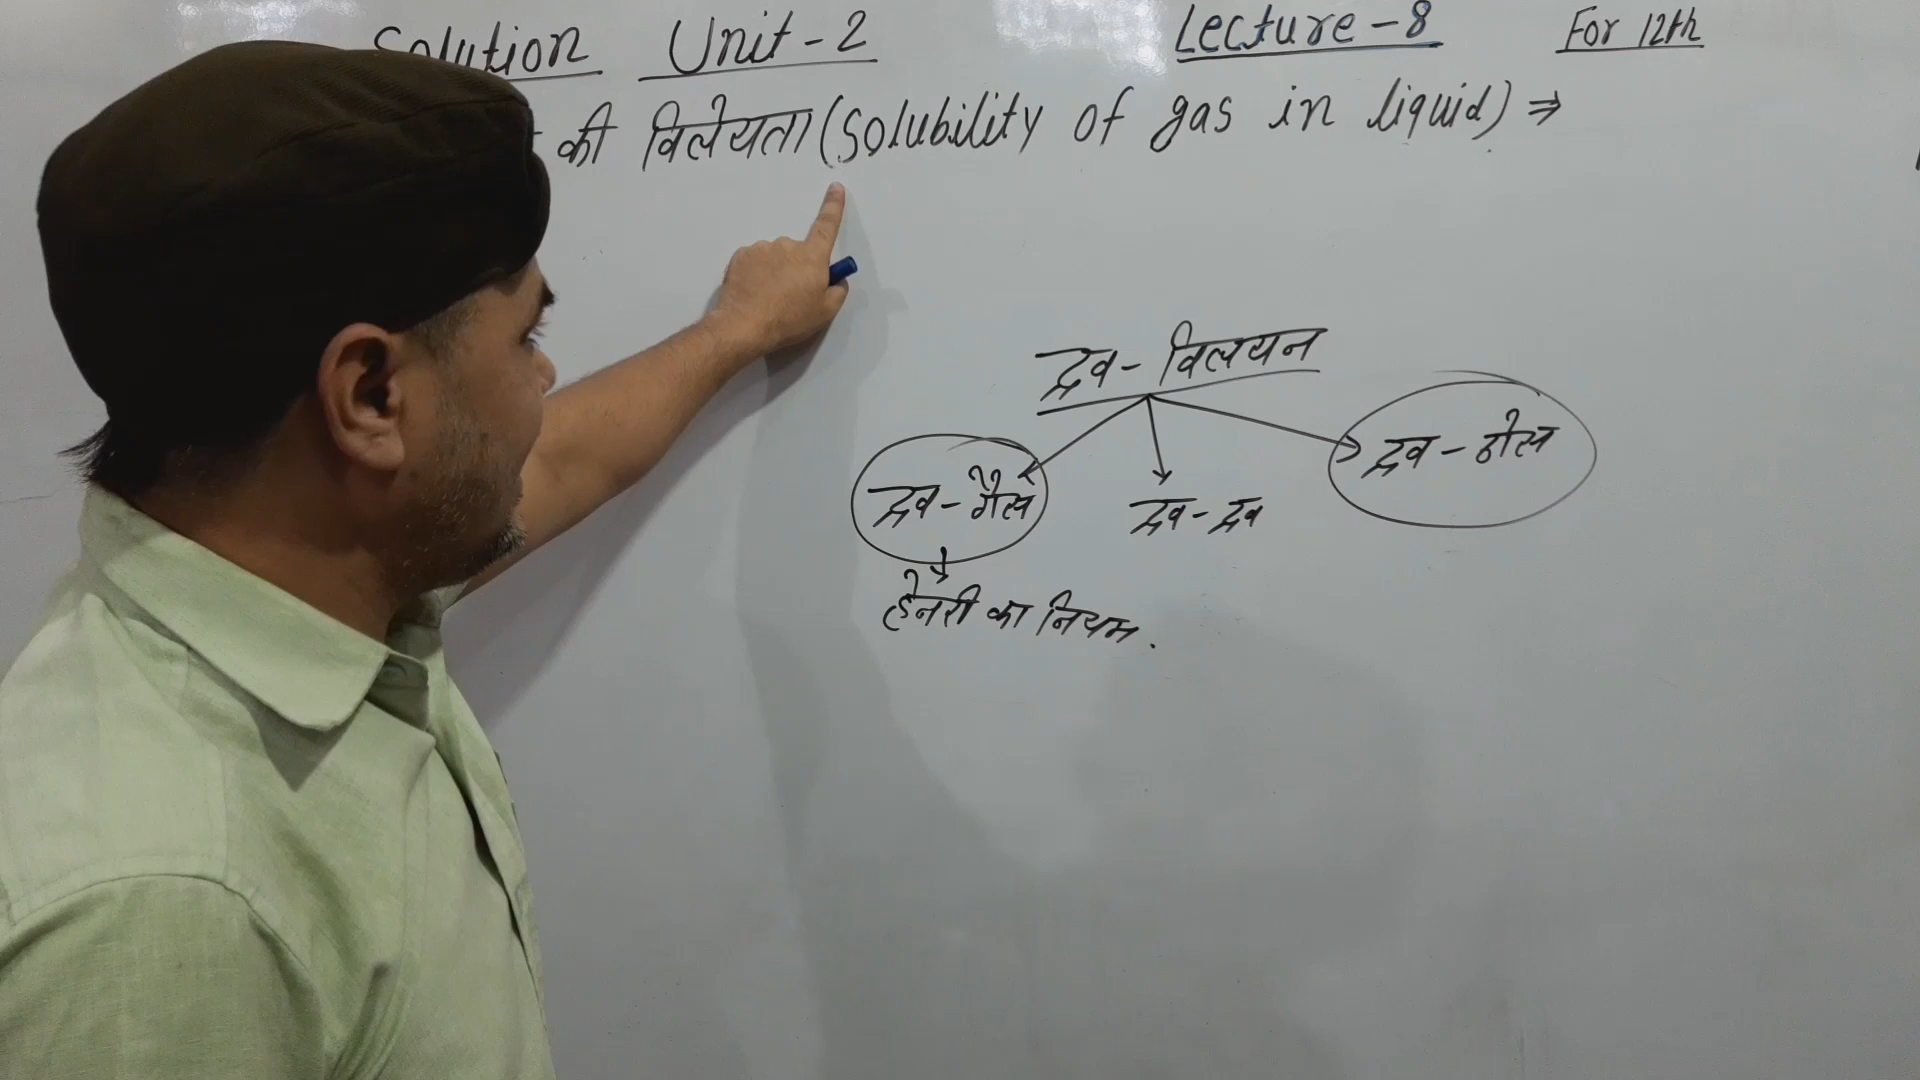 Solution Unit-2 Lecture-8 For 12th
की विलेयता (Solubility of gas in liquid) ⇒
द्रव-विलयन
द्रव-गैस द्रव-द्रव द्रव-ठोस
हेनरी का नियम.